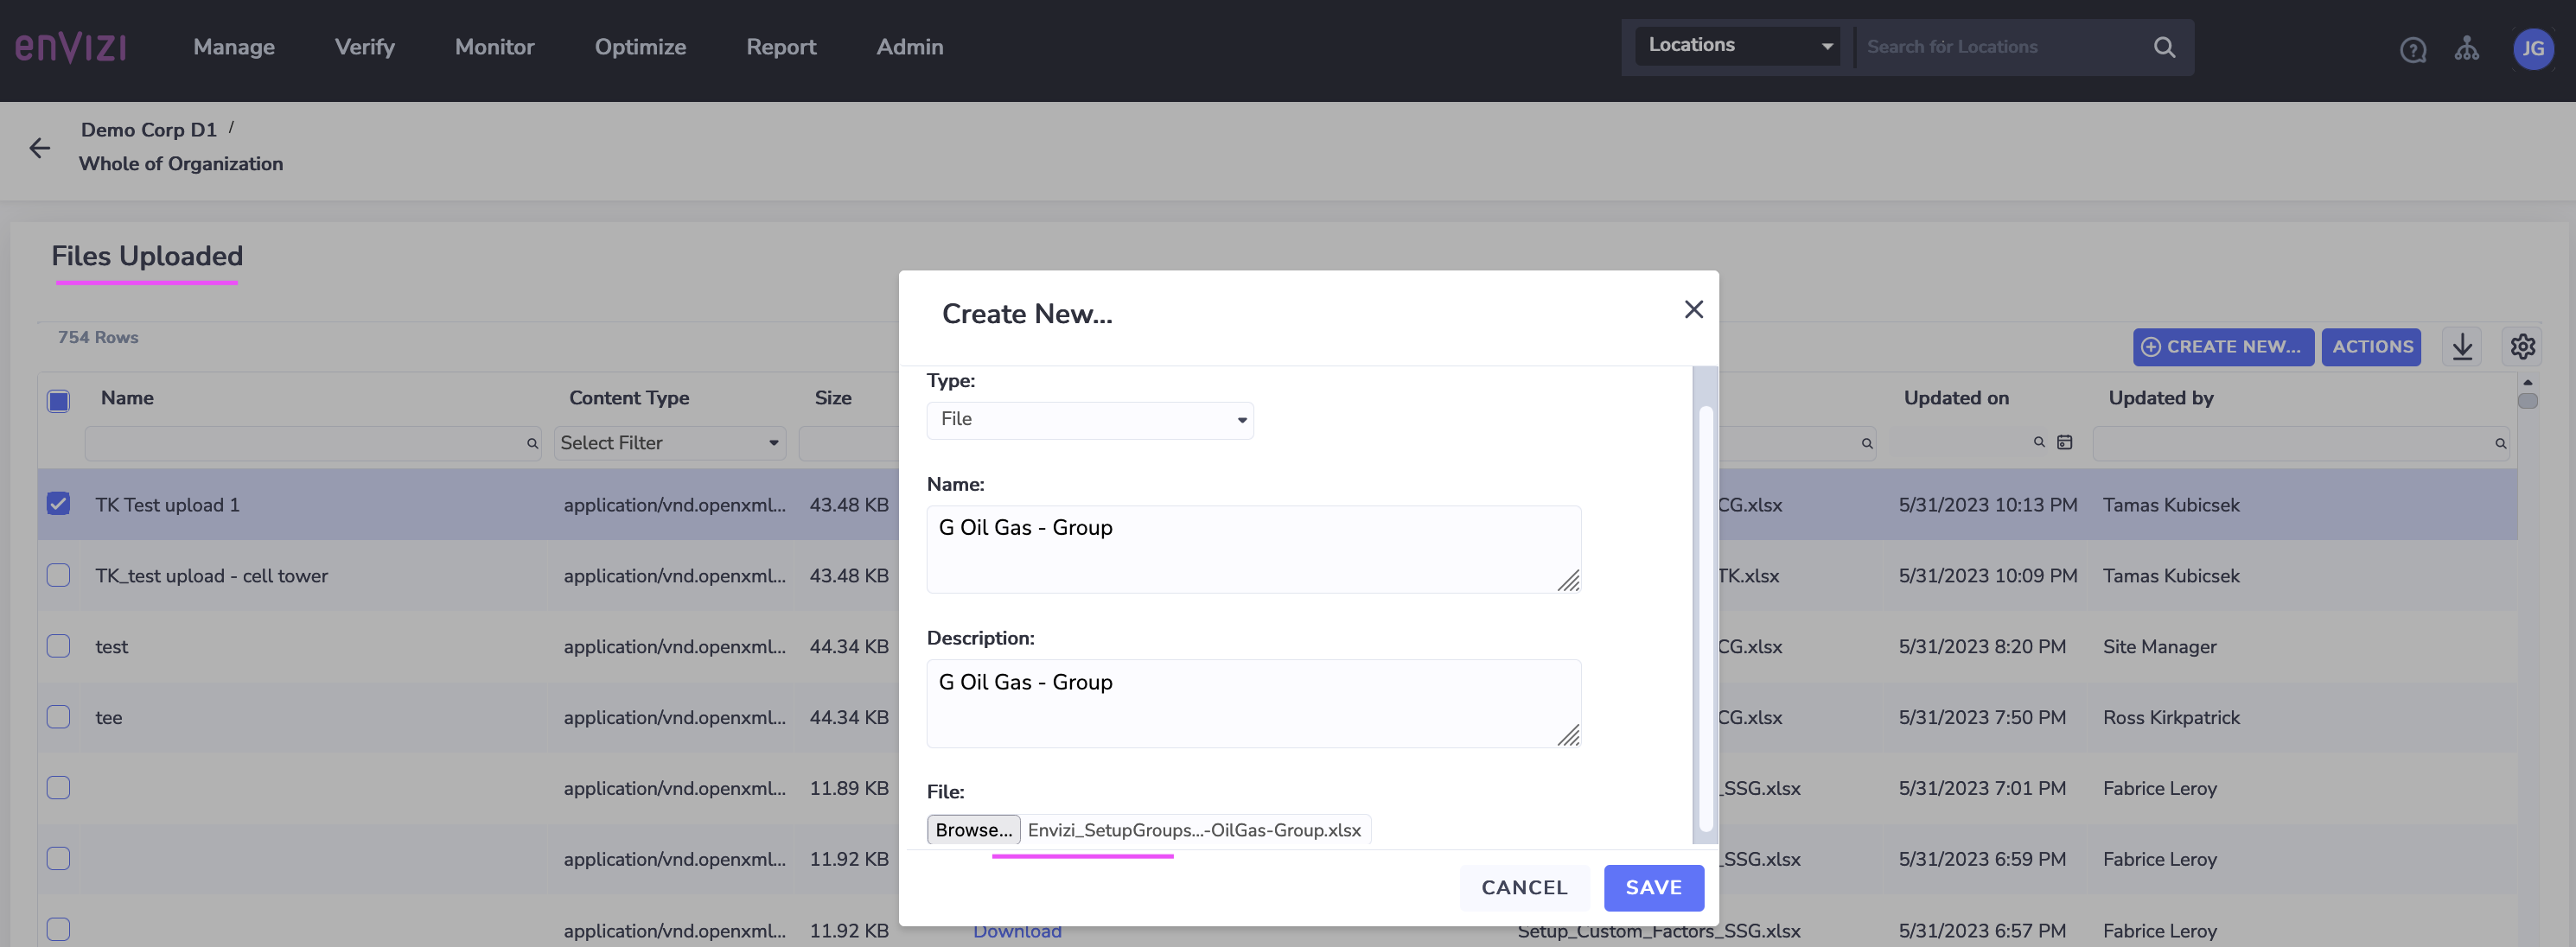 enVizi Manage Verify Monitor Optimize Report Admin Locations Search for Locations JG
Demo Corp D1 /
Whole of Organization
Files Uploaded
754 Rows
CREATE NEW... ACTIONS
Name Content Type Size Updated on Updated by
Select Filter
TK Test upload 1 application/vnd.openxml... 43.48 KB CG.xlsx 5/31/2023 10:13 PM Tamas Kubicsek
TK_test upload - cell tower application/vnd.openxml... 43.48 KB TK.xlsx 5/31/2023 10:09 PM Tamas Kubicsek
test application/vnd.openxml... 44.34 KB CG.xlsx 5/31/2023 8:20 PM Site Manager
tee application/vnd.openxml... 44.34 KB CG.xlsx 5/31/2023 7:50 PM Ross Kirkpatrick
application/vnd.openxml... 11.89 KB _SSG.xlsx 5/31/2023 7:01 PM Fabrice Leroy
application/vnd.openxml... 11.92 KB _SSG.xlsx 5/31/2023 6:59 PM Fabrice Leroy
application/vnd.openxml... 11.92 KB Download Setup_Custom_Factors_SSG.xlsx 5/31/2023 6:57 PM Fabrice Leroy
Create New...
Type:
File
Name:
G Oil Gas - Group
Description:
G Oil Gas - Group
File:
Browse... Envizi_SetupGroups...-OilGas-Group.xlsx
CANCEL SAVE